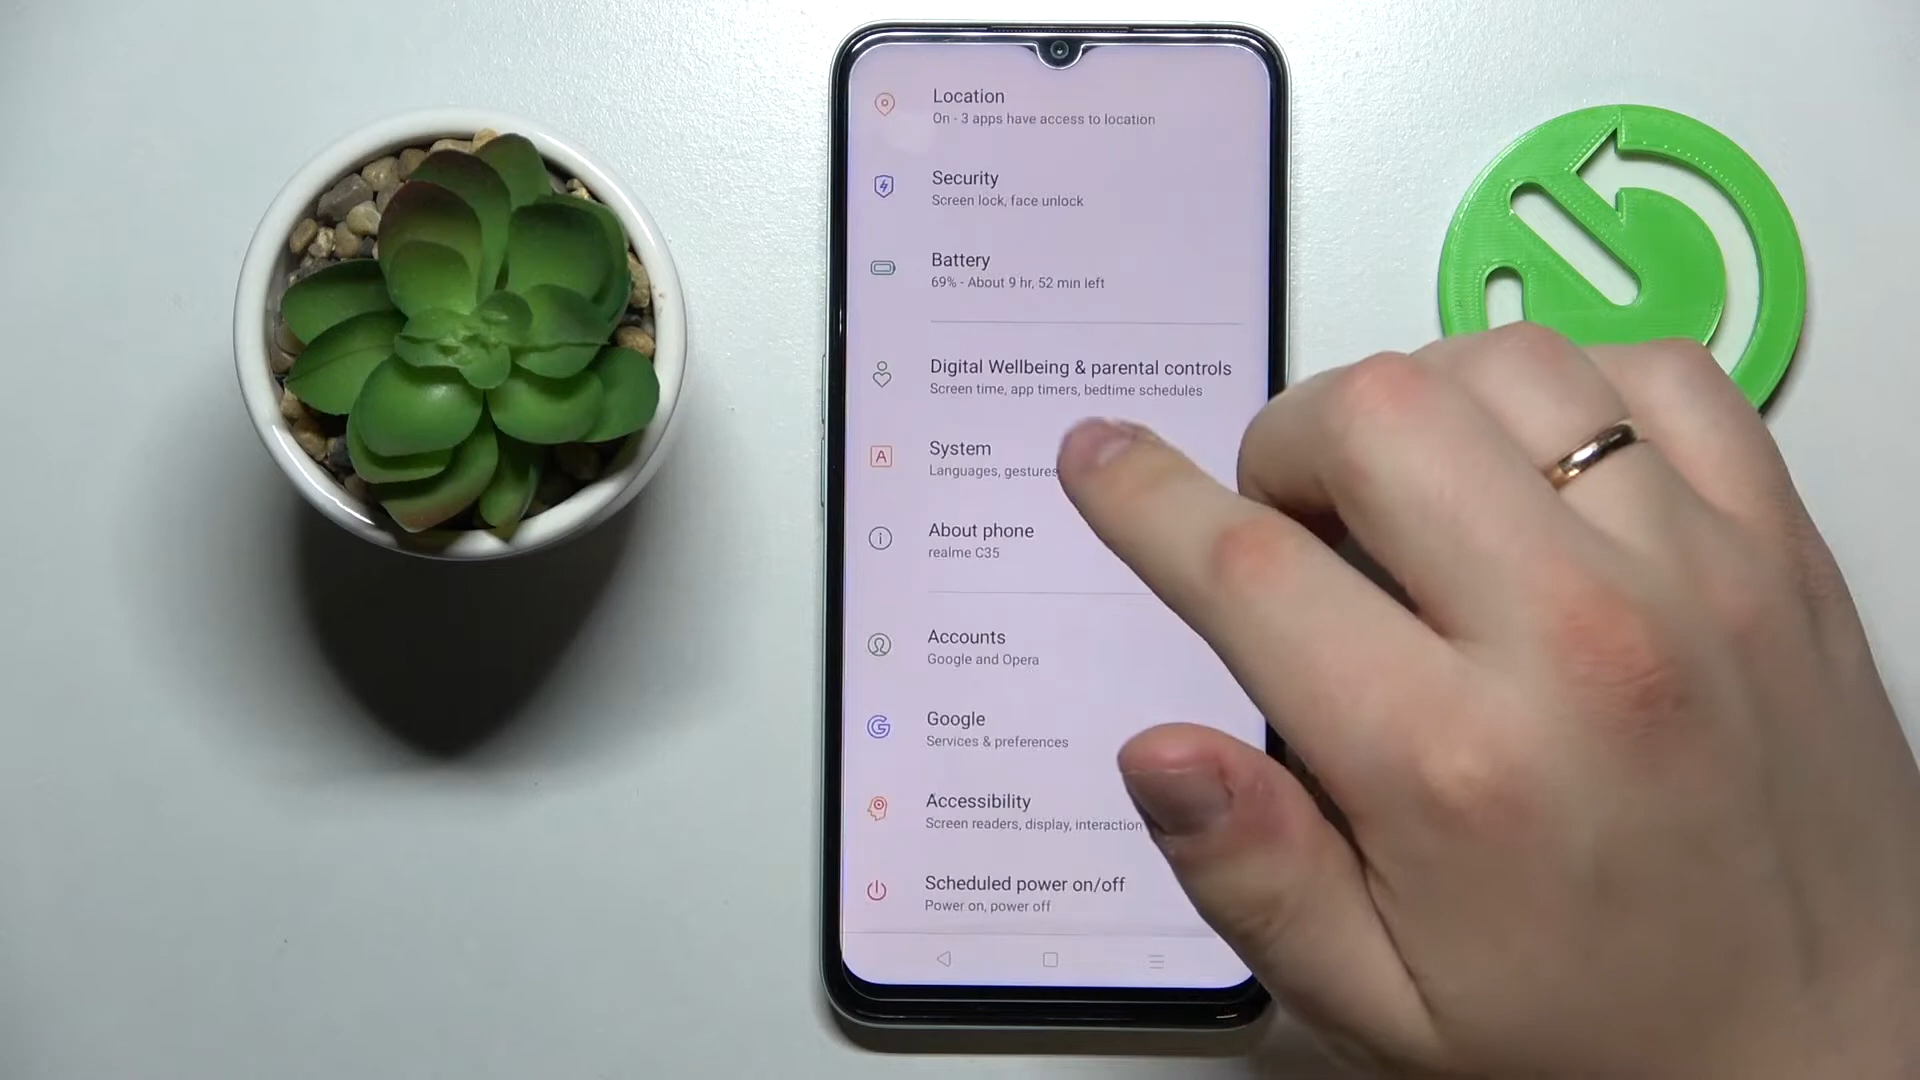 Location
On - 3 apps have access to location
Security
Screen lock, face unlock
Battery
69% - About 9 hr, 52 min left
Digital Wellbeing & parental controls
Screen time, app timers, bedtime schedules
A
System
Languages, gestures
About phone
realme C35
Accounts
Google and Opera
Google
Services & preferences
Accessibility
Screen readers, display, interaction
Scheduled power on/off
Power on, power off